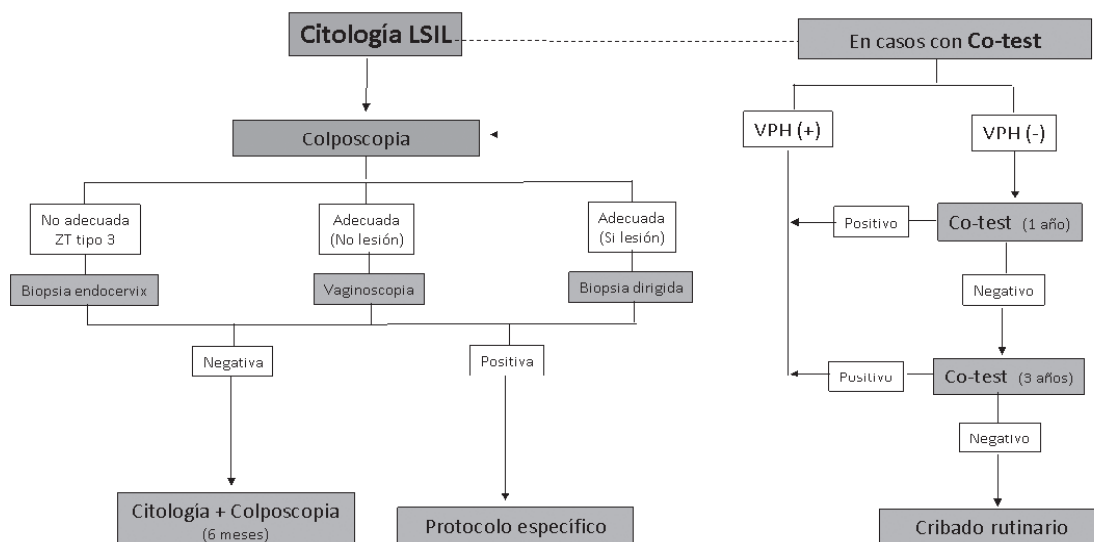 Citología LSIL
En casos con Co-test
VPH (+)
VPH (-)
Colposcopia
No adecuada
ZT tipo 3
Adecuada
(No lesión)
Adecuada
(Si lesión)
Positivo
Co-test (1 año)
Biopsia endocervix
Vaginoscopia
Biopsia dirigida
Negativo
Negativa
Positiva
Positivo
Co-test (3 años)
Negativo
Citología + Colposcopia
(6 meses)
Protocolo específico
Cribado rutinario